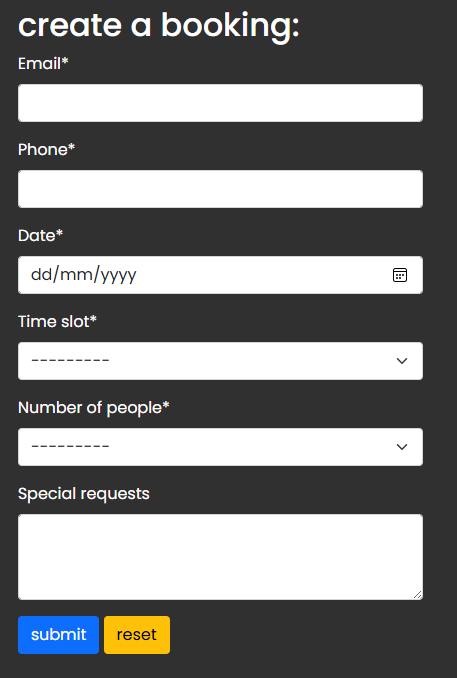 create a booking:
Email*
Phone*
Date*
dd/mm/yyyy
Time slot*
---------
Number of people*
---------
Special requests
submit reset